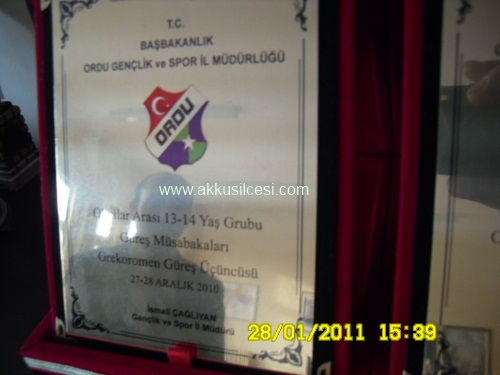 T.C.
BAŞBAKANLIK
ORDU GENÇLİK ve SPOR İL MÜDÜRLÜĞÜ
ORDU
www.akkusilcesi.com
Arası 13-14 Yaş Grubu
Güreş Müsabakaları
Grekoromen Güreş Üçüncüsü
27-28 ARALIK 2010
İsmail ÇAĞLIYAN
Gençlik ve Spor İl Müdürü
28/01/2011 15:39